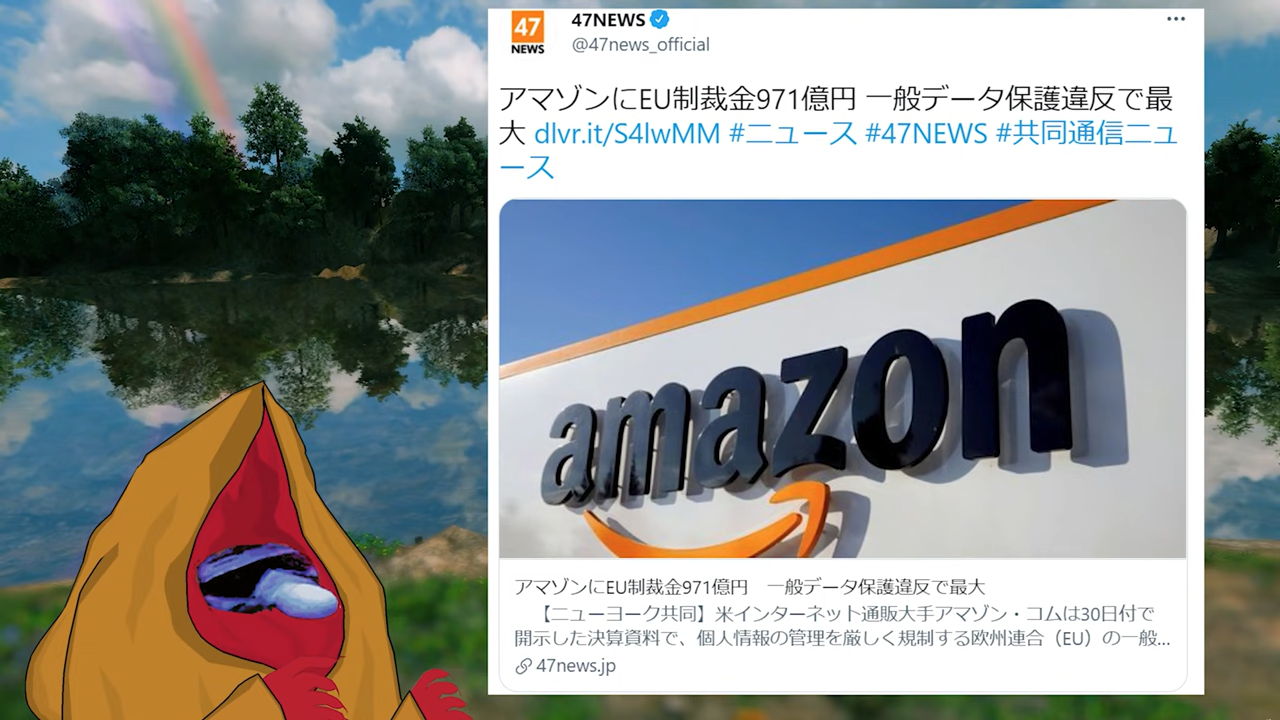 47
NEWS
47NEWS
@47news_official
アマゾンにEU制裁金971億円 一般データ保護違反で最
大 dlvr.it/S4lwMM #ニュース #47NEWS #共同通信ニュ
ース
amazon
アマゾンにEU制裁金971億円　一般データ保護違反で最大
【ニューヨーク共同】米インターネット通販大手アマゾン・コムは30日付で
開示した決算資料で、個人情報の管理を厳しく規制する欧州連合（EU）の一般...
47news.jp